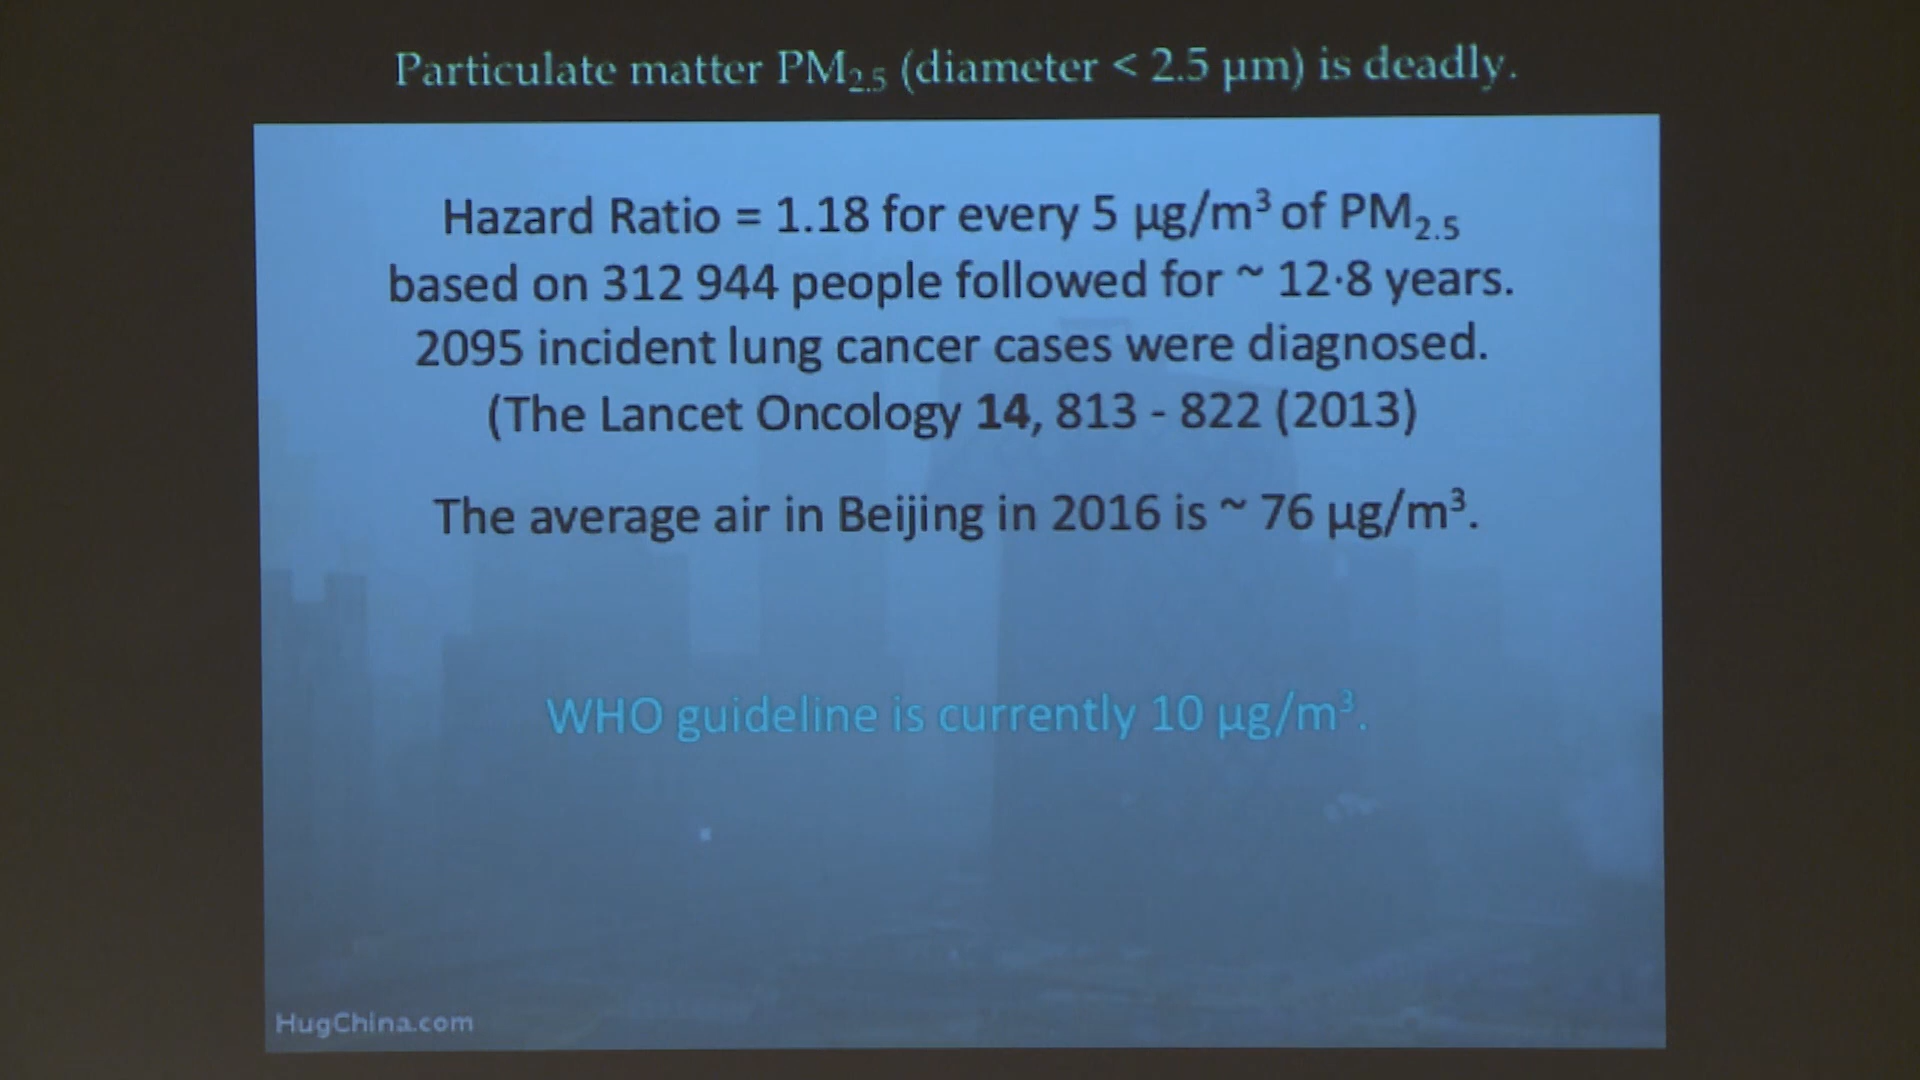 Particulate matter PM₂.₅ (diameter < 2.5 µm) is deadly.
Hazard Ratio = 1.18 for every 5 µg/m³ of PM₂.₅
based on 312 944 people followed for ~ 12·8 years.
2095 incident lung cancer cases were diagnosed.
(The Lancet Oncology 14, 813 - 822 (2013)
The average air in Beijing in 2016 is ~ 76 µg/m³.
WHO guideline is currently 10 µg/m³.
HugChina.com